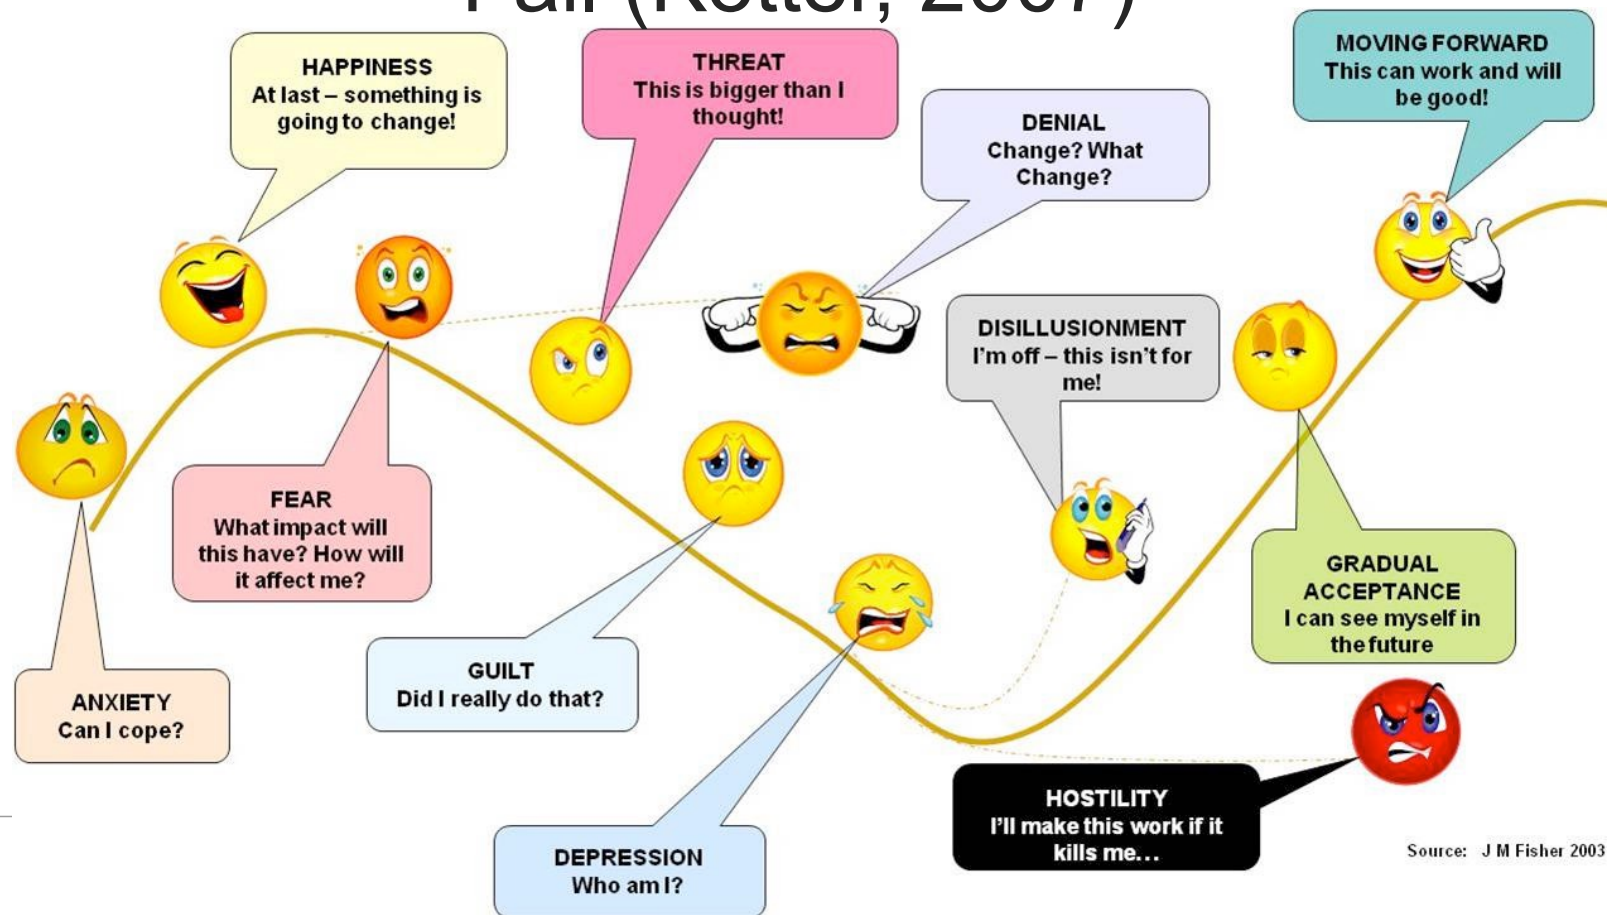 Fail (Kotter, 2007)
HAPPINESS
At last – something is
going to change!
THREAT
This is bigger than I
thought!
DENIAL
Change? What
Change?
MOVING FORWARD
This can work and will
be good!
DISILLUSIONMENT
I'm off – this isn't for
me!
FEAR
What impact will
this have? How will
it affect me?
GRADUAL
ACCEPTANCE
I can see myself in
the future
GUILT
Did I really do that?
ANXIETY
Can I cope?
HOSTILITY
I'll make this work if it
kills me…
DEPRESSION
Who am I?
Source: J M Fisher 2003